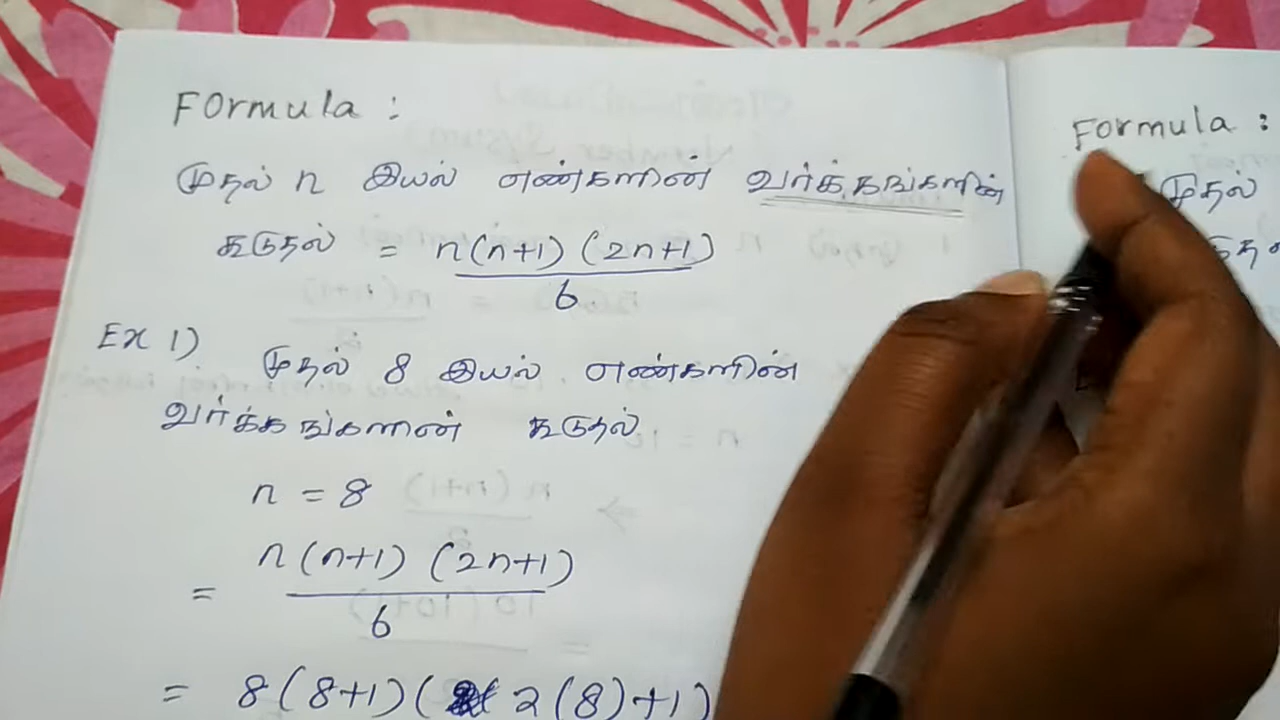 Formula :
முதல் n இயல் எண்களின் வர்க்கங்களின்
கூடுதல் = n(n+1) (2n+1)
6
Ex 1) முதல் 8 இயல் எண்களின்
வர்க்கங்களின் கூடுதல்
n = 8
= n(n+1) (2n+1)
6
= 8(8+1)( 2(8)+1)
Formula :
முதல்